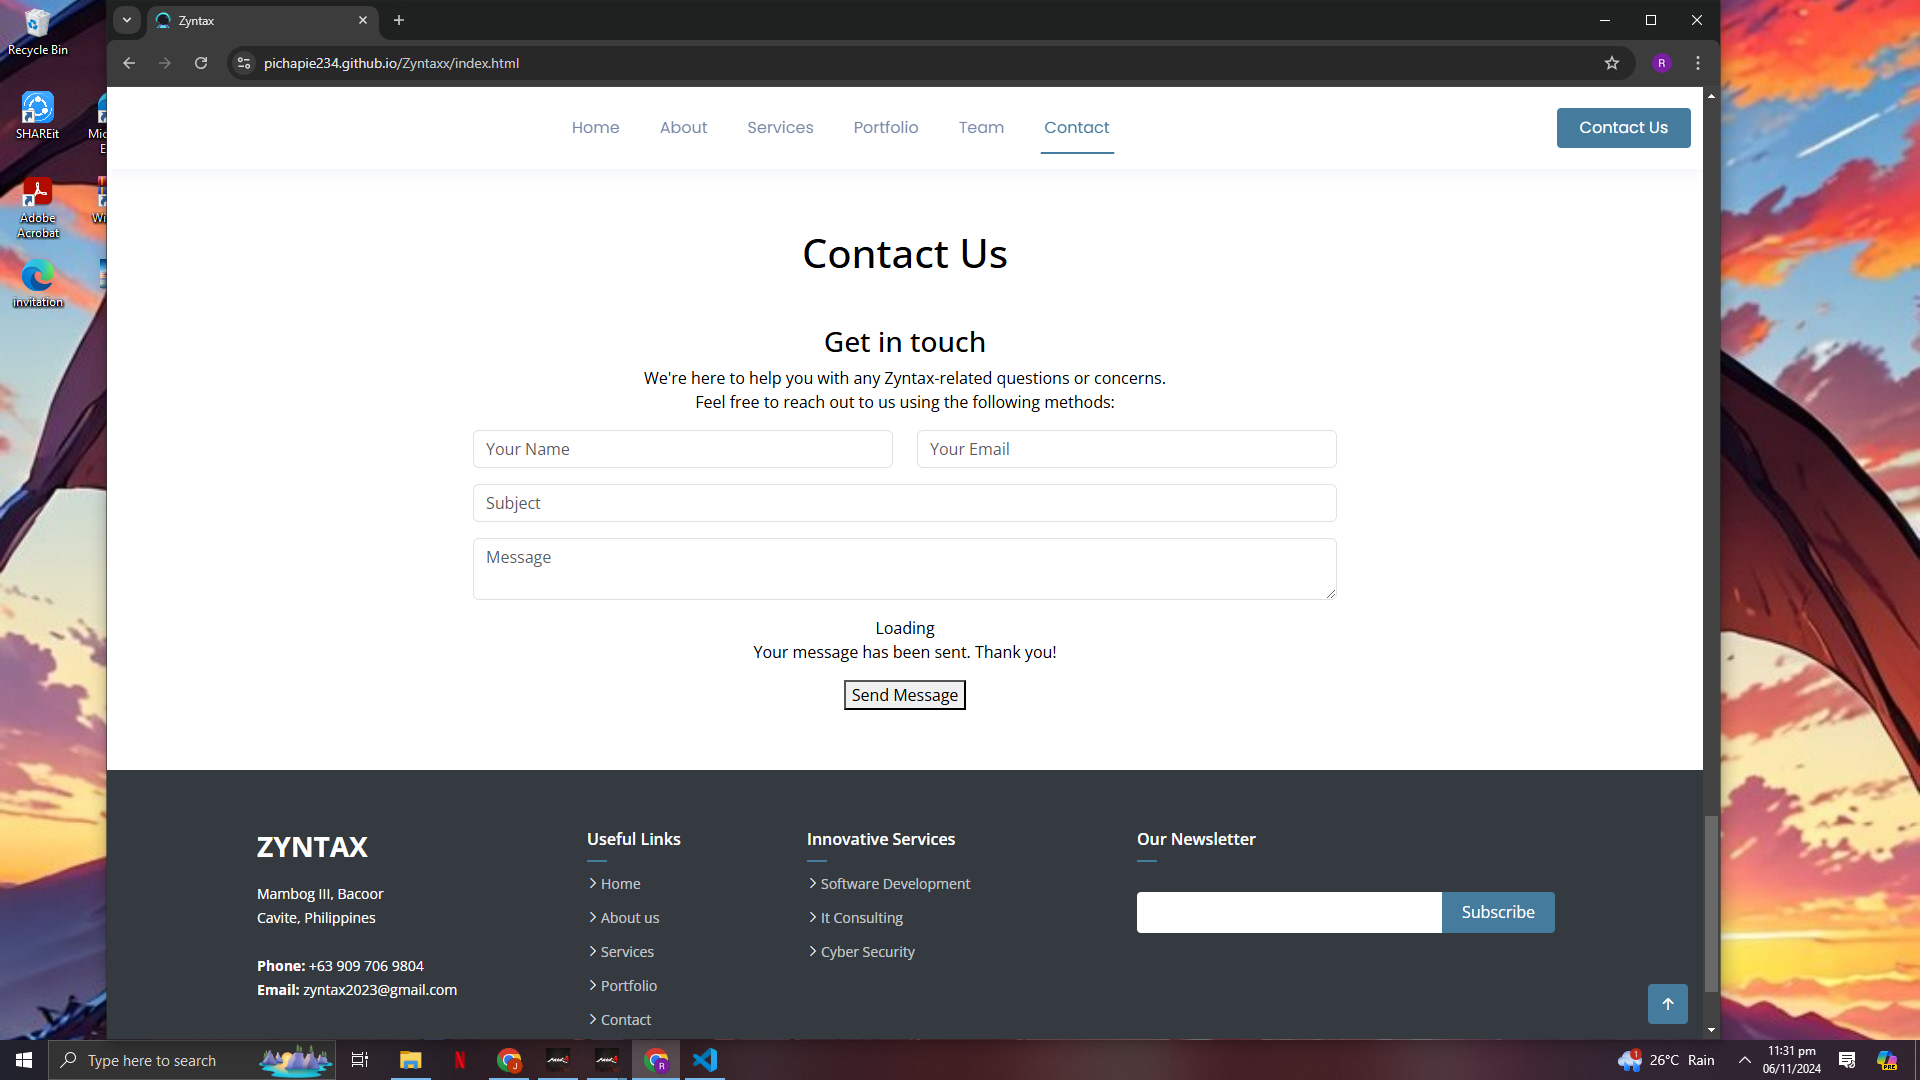 Recycle Bin
SHAREit
Adobe
Acrobat
invitation
Zyntax
pichapie234.github.io/Zyntaxx/index.html
R
Home
About
Services
Portfolio
Team
Contact
Contact Us
Contact Us
Get in touch
We're here to help you with any Zyntax-related questions or concerns.
Feel free to reach out to us using the following methods:
Your Name
Your Email
Subject
Message
Loading
Your message has been sent. Thank you!
Send Message
ZYNTAX
Mambog III, Bacoor
Cavite, Philippines
Phone: +63 909 706 9804
Email: zyntax2023@gmail.com
Useful Links
Home
About us
Services
Portfolio
Contact
Innovative Services
Software Development
It Consulting
Cyber Security
Our Newsletter
Subscribe
Type here to search
26°C Rain
11:31 pm
06/11/2024